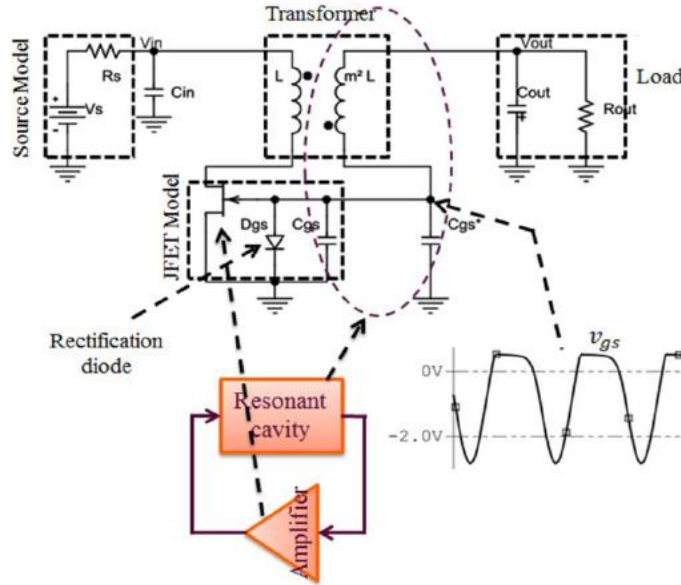 Transformer
Source Model
Vin
Rs
Vs
+
-
Cin
L
m² L
Vout
Cout
+
Rout
Load
JFET Model
Dgs
Cgs
Cgs*
Rectification
diode
Resonant
cavity
Amplifier
vgs
0V
-2.0V